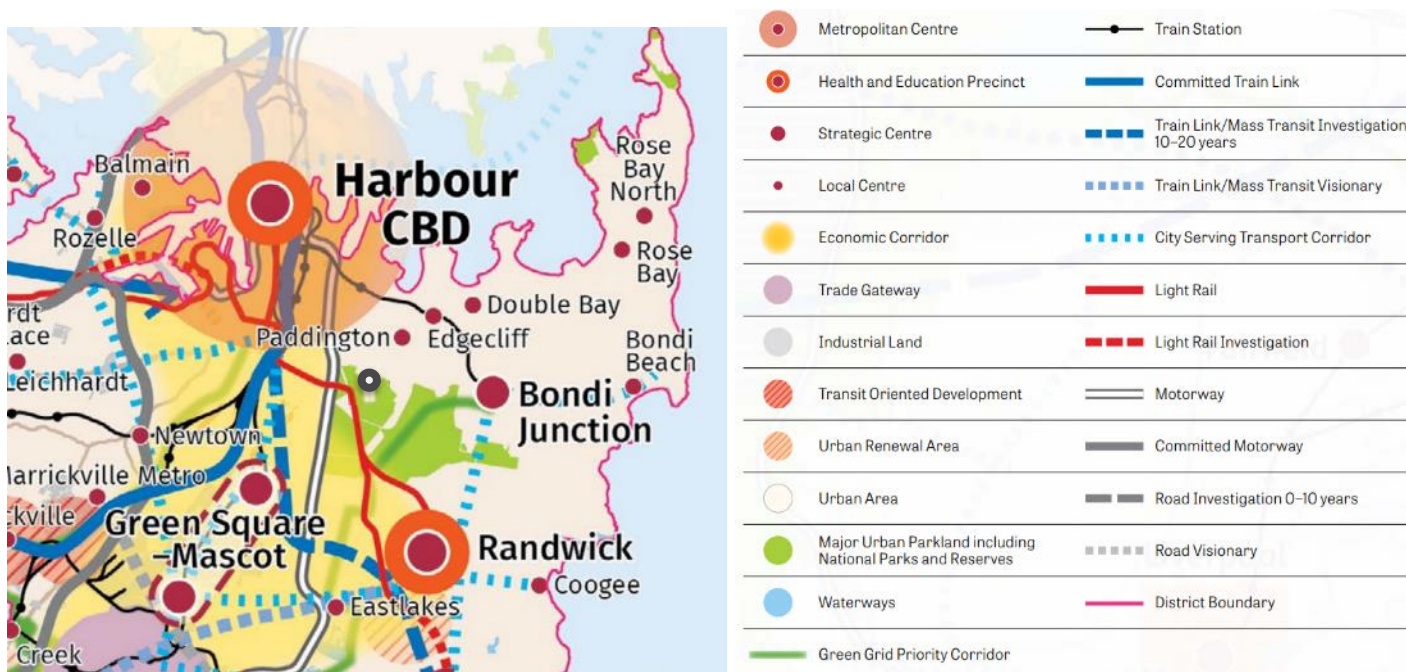 Balmain
Rozelle
Harbour
CBD
Rose
Bay
North
Rose
Bay
Double Bay
Paddington
Edgecliff
Bondi
Beach
rdt
lace
Leichhardt
Bondi
Junction
Newtown
Marrickville Metro
ckville
Green Square
–Mascot
Randwick
Coogee
Eastlakes
Creek
Metropolitan Centre
Health and Education Precinct
Strategic Centre
Local Centre
Economic Corridor
Trade Gateway
Industrial Land
Transit Oriented Development
Urban Renewal Area
Urban Area
Major Urban Parkland including
National Parks and Reserves
Waterways
Green Grid Priority Corridor
Train Station
Committed Train Link
Train Link/Mass Transit Investigation
10–20 years
Train Link/Mass Transit Visionary
City Serving Transport Corridor
Light Rail
Light Rail Investigation
Motorway
Committed Motorway
Road Investigation 0–10 years
Road Visionary
District Boundary